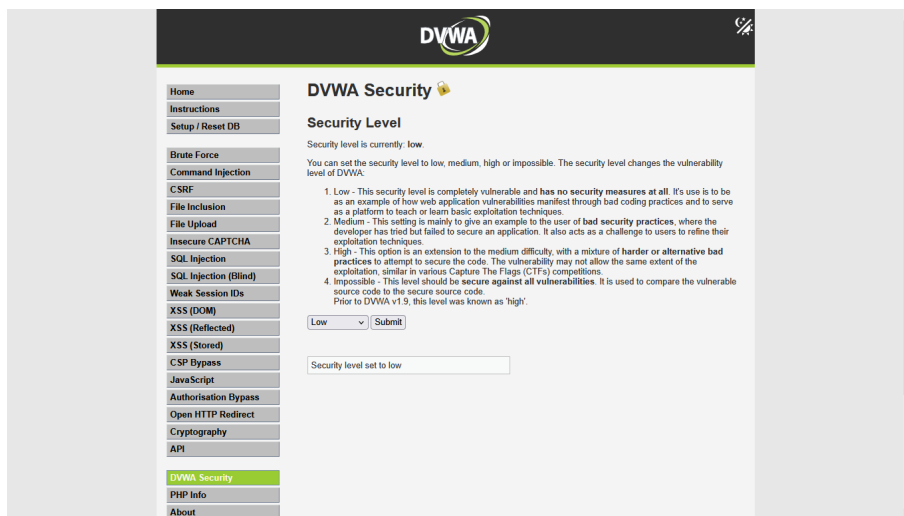 DVWA
Home
Instructions
Setup / Reset DB
Brute Force
Command Injection
CSRF
File Inclusion
File Upload
Insecure CAPTCHA
SQL Injection
SQL Injection (Blind)
Weak Session IDs
XSS (DOM)
XSS (Reflected)
XSS (Stored)
CSP Bypass
JavaScript
Authorisation Bypass
Open HTTP Redirect
Cryptography
API
DVWA Security
PHP Info
About
DVWA Security
Security Level
Security level is currently: low.
You can set the security level to low, medium, high or impossible. The security level changes the vulnerability
level of DVWA:
1. Low - This security level is completely vulnerable and has no security measures at all. It's use is to be
as an example of how web application vulnerabilities manifest through bad coding practices and to serve
as a platform to teach or learn basic exploitation techniques.
2. Medium - This setting is mainly to give an example to the user of bad security practices, where the
developer has tried but failed to secure an application. It also acts as a challenge to users to refine their
exploitation techniques.
3. High - This option is an extension to the medium difficulty, with a mixture of harder or alternative bad
practices to attempt to secure the code. The vulnerability may not allow the same extent of the
exploitation, similar in various Capture The Flags (CTFs) competitions.
4. Impossible - This level should be secure against all vulnerabilities. It is used to compare the vulnerable
source code to the secure source code.
Prior to DVWA v1.9, this level was known as 'high'.
Low
Submit
Security level set to low